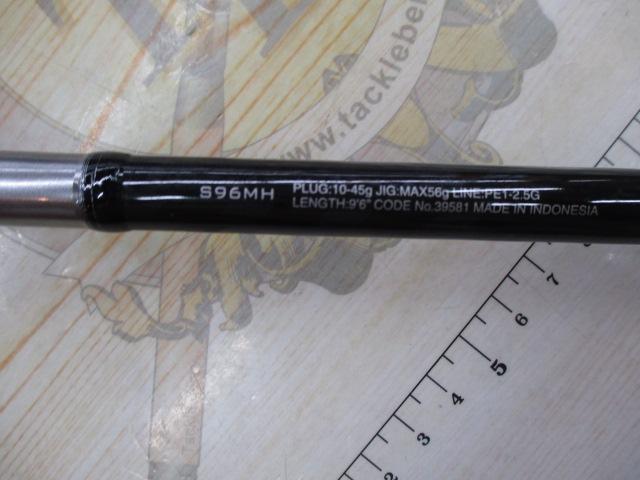 www.tacklebe
S96MH
PLUG:10-45g JIG:MAX56g LINE:PE1-2.5G
LENGTH:9'6" CODE No.39581 MADE IN INDONESIA
7
6
5
4
3
2